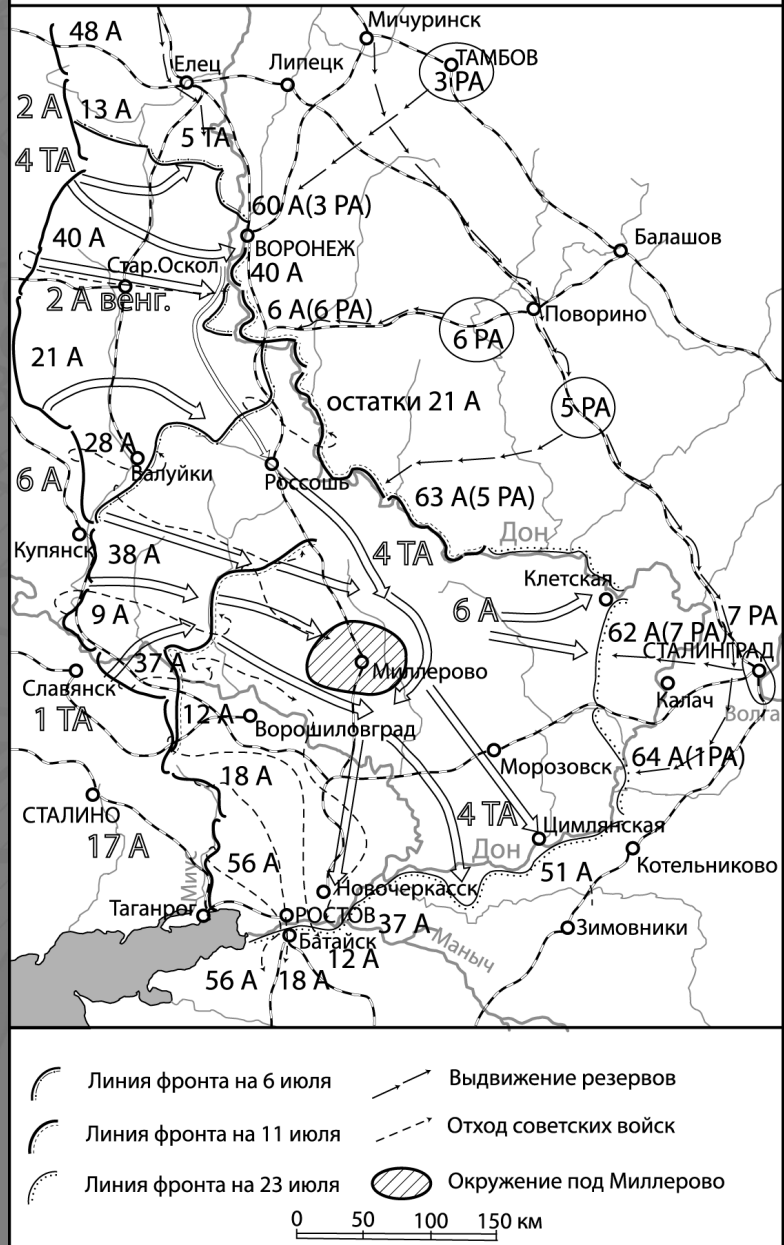 Мичуринск
48 А
Елец
Липецк
ТАМБОВ
3 РА
2 А
13 А
5 ТА
4 ТА
60 А(3 РА)
40 А
ВОРОНЕЖ
Балашов
Стар.Оскол
40 А
2 А венг.
6 А(6 РА)
Поворино
6 РА
21 А
остатки 21 А
5 РА
28 А
Валуйки
6 А
Россошь
63 А(5 РА)
Купянск
38 А
4 ТА
Дон
Клетская
9 А
6 А
7 РА
62 А(7 РА)
СТАЛИНГРАД
37 А
Миллерово
Славянск
Калач
1 ТА
12 А
Ворошиловград
Волга
64 А(1РА)
18 А
Морозовск
СТАЛИНО
4 ТА
17 А
Цимлянская
Дон
56 А
51 А
Котельниково
Миус
Новочеркасск
Таганрог
РОСТОВ
37 А
Зимовники
Батайск
12 А
Маныч
56 А
18 А
Линия фронта на 6 июля
Выдвижение резервов
Линия фронта на 11 июля
Отход советских войск
Линия фронта на 23 июля
Окружение под Миллерово
0 50 100 150 км